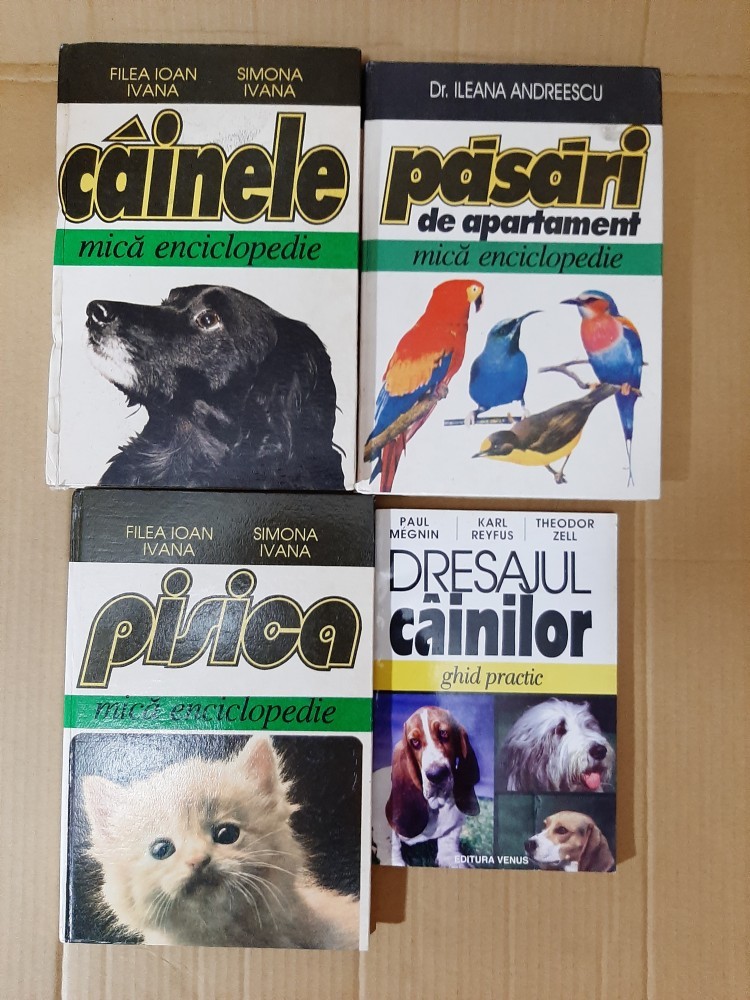 FILEA IOAN IVANA
SIMONA IVANA
câinele
mică enciclopedie
Dr. ILEANA ANDREESCU
păsări
de apartament
mică enciclopedie
FILEA IOAN IVANA
SIMONA IVANA
pisica
mică enciclopedie
PAUL MÉGNIN
KARL REYFUS
THEODOR ZELL
DRESAJUL
câinilor
ghid practic
EDITURA VENUS